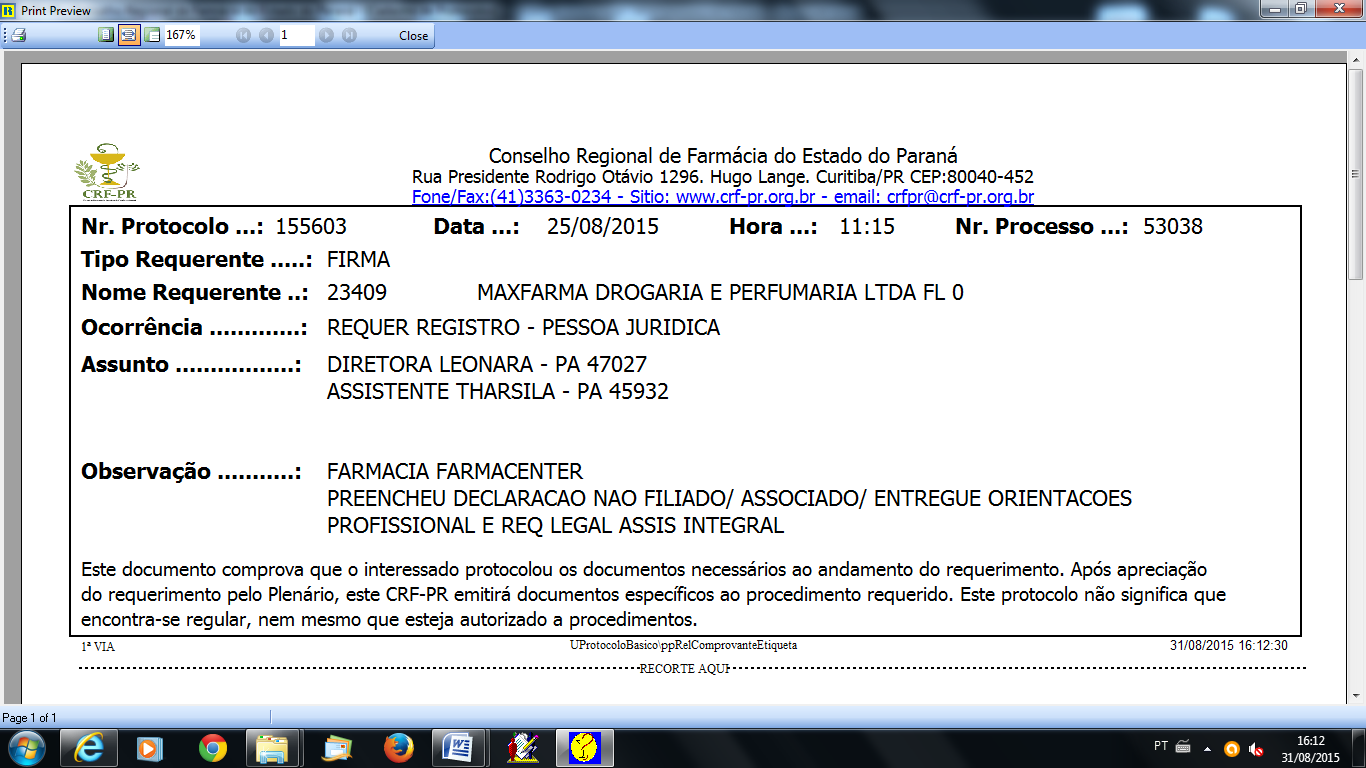 Print Preview
167%
1
Close
CRF-PR
Conselho Regional de Farmácia do Estado do Paraná
Rua Presidente Rodrigo Otávio 1296. Hugo Lange. Curitiba/PR CEP:80040-452
Fone/Fax:(41)3363-0234 - Sitio: www.crf-pr.org.br - email: crfpr@crf-pr.org.br
Nr. Protocolo ...: 155603 Data ...: 25/08/2015 Hora ...: 11:15 Nr. Processo ...: 53038
Tipo Requerente .....: FIRMA
Nome Requerente ..: 23409 MAXFARMA DROGARIA E PERFUMARIA LTDA FL 0
Ocorrência ............: REQUER REGISTRO - PESSOA JURIDICA
Assunto .................: DIRETORA LEONARA - PA 47027
ASSISTENTE THARSILA - PA 45932
Observação ...........: FARMACIA FARMACENTER
PREENCHEU DECLARACAO NAO FILIADO/ ASSOCIADO/ ENTREGUE ORIENTACOES
PROFISSIONAL E REQ LEGAL ASSIS INTEGRAL
Este documento comprova que o interessado protocolou os documentos necessários ao andamento do requerimento. Após apreciação
do requerimento pelo Plenário, este CRF-PR emitirá documentos específicos ao procedimento requerido. Este protocolo não significa que
encontra-se regular, nem mesmo que esteja autorizado a procedimentos.
1ª VIA UProtocoloBasico\ppRelComprovanteEtiqueta 31/08/2015 16:12:30
RECORTE AQUI
Page 1 of 1
PT 16:12
31/08/2015